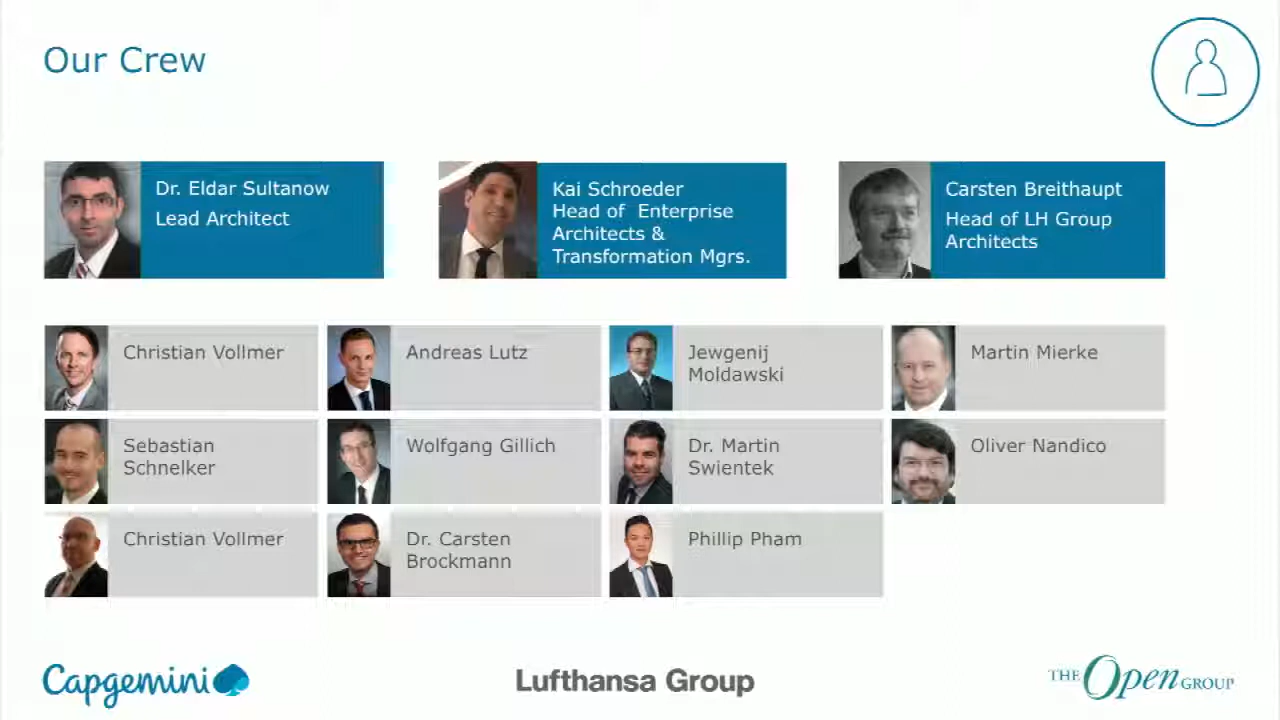 Our Crew
Dr. Eldar Sultanow
Lead Architect
Kai Schroeder
Head of Enterprise
Architects &
Transformation Mgrs.
Carsten Breithaupt
Head of LH Group
Architects
Christian Vollmer
Andreas Lutz
Jewgenij
Moldawski
Martin Mierke
Sebastian
Schnelker
Wolfgang Gillich
Dr. Martin
Swientek
Oliver Nandico
Christian Vollmer
Dr. Carsten
Brockmann
Phillip Pham
Capgemini
Lufthansa Group
THE Open GROUP